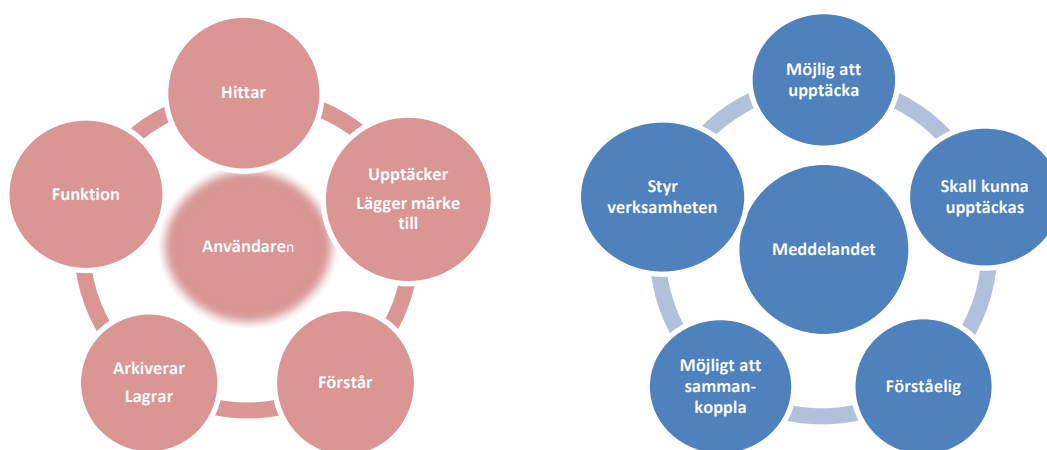 Hittar
Upptäcker
Lägger märke
till
Funktion
Användaren
Arkiverar
Lagrar
Förstår
Möjlig att
upptäcka
Styr
verksamheten
Skall kunna
upptäckas
Meddelandet
Möjligt att
samman-
koppla
Förståelig